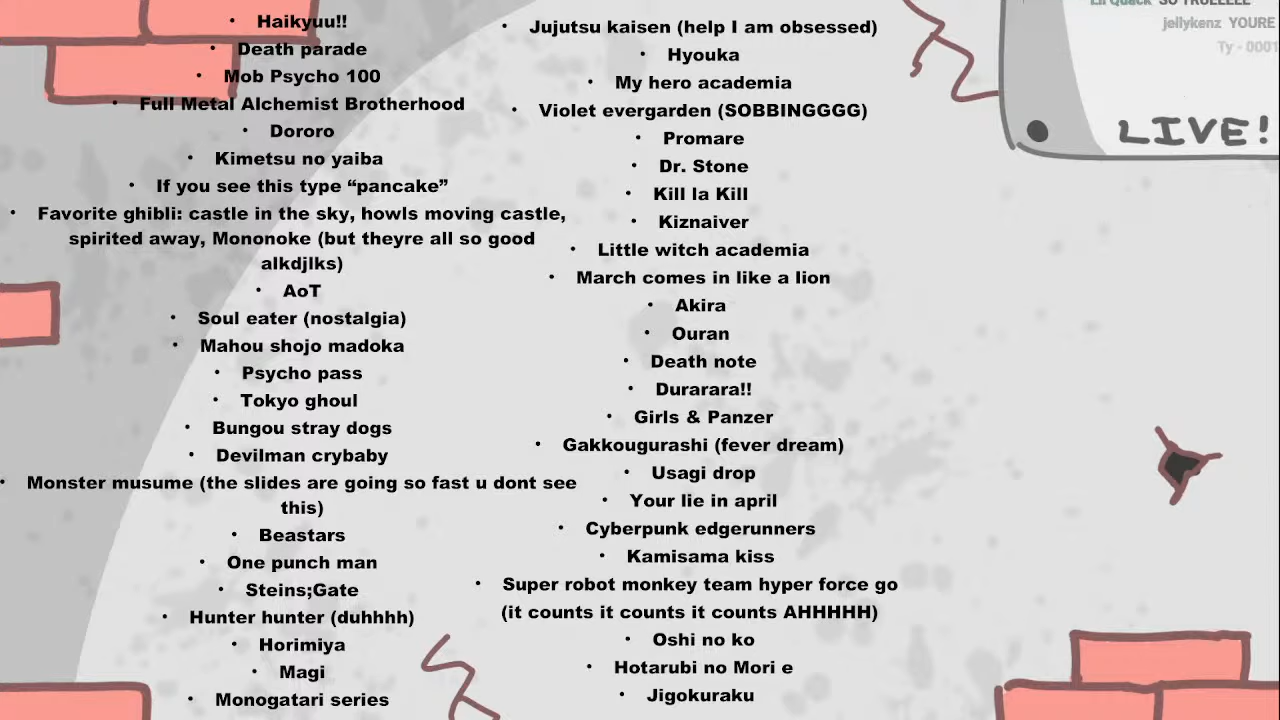 • Haikyuu!!
• Death parade
• Mob Psycho 100
• Full Metal Alchemist Brotherhood
• Dororo
• Kimetsu no yaiba
• If you see this type “pancake”
• Favorite ghibli: castle in the sky, howls moving castle,
spirited away, Mononoke (but theyre all so good
alkdjlks)
• AoT
• Soul eater (nostalgia)
• Mahou shojo madoka
• Psycho pass
• Tokyo ghoul
• Bungou stray dogs
• Devilman crybaby
• Monster musume (the slides are going so fast u dont see
this)
• Beastars
• One punch man
• Steins;Gate
• Hunter hunter (duhhhh)
• Horimiya
• Magi
• Monogatari series
• Jujutsu kaisen (help I am obsessed)
• Hyouka
• My hero academia
• Violet evergarden (SOBBINGGGG)
• Promare
• Dr. Stone
• Kill la Kill
• Kiznaiver
• Little witch academia
• March comes in like a lion
• Akira
• Ouran
• Death note
• Durarara!!
• Girls & Panzer
• Gakkougurashi (fever dream)
• Usagi drop
• Your lie in april
• Cyberpunk edgerunners
• Kamisama kiss
• Super robot monkey team hyper force go
(it counts it counts it counts AHHHHH)
• Oshi no ko
• Hotarubi no Mori e
• Jigokuraku
jellykenz YOURE
Ty - 0001
LIVE!